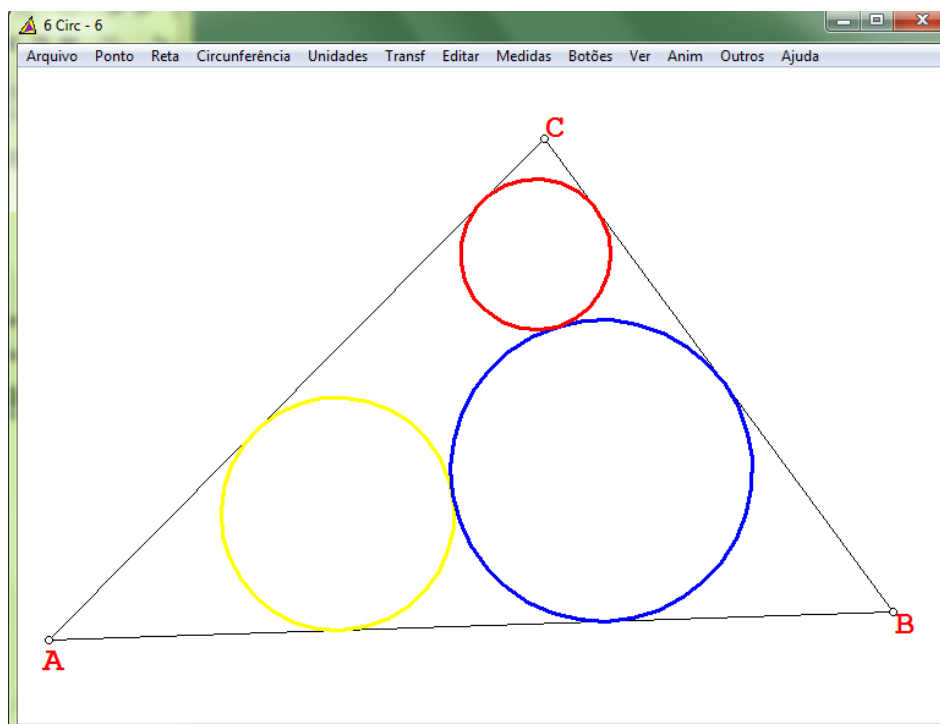 6 Circ - 6
Arquivo Ponto Reta Circunferência Unidades Transf Editar Medidas Botões Ver Anim Outros Ajuda
C
B
A